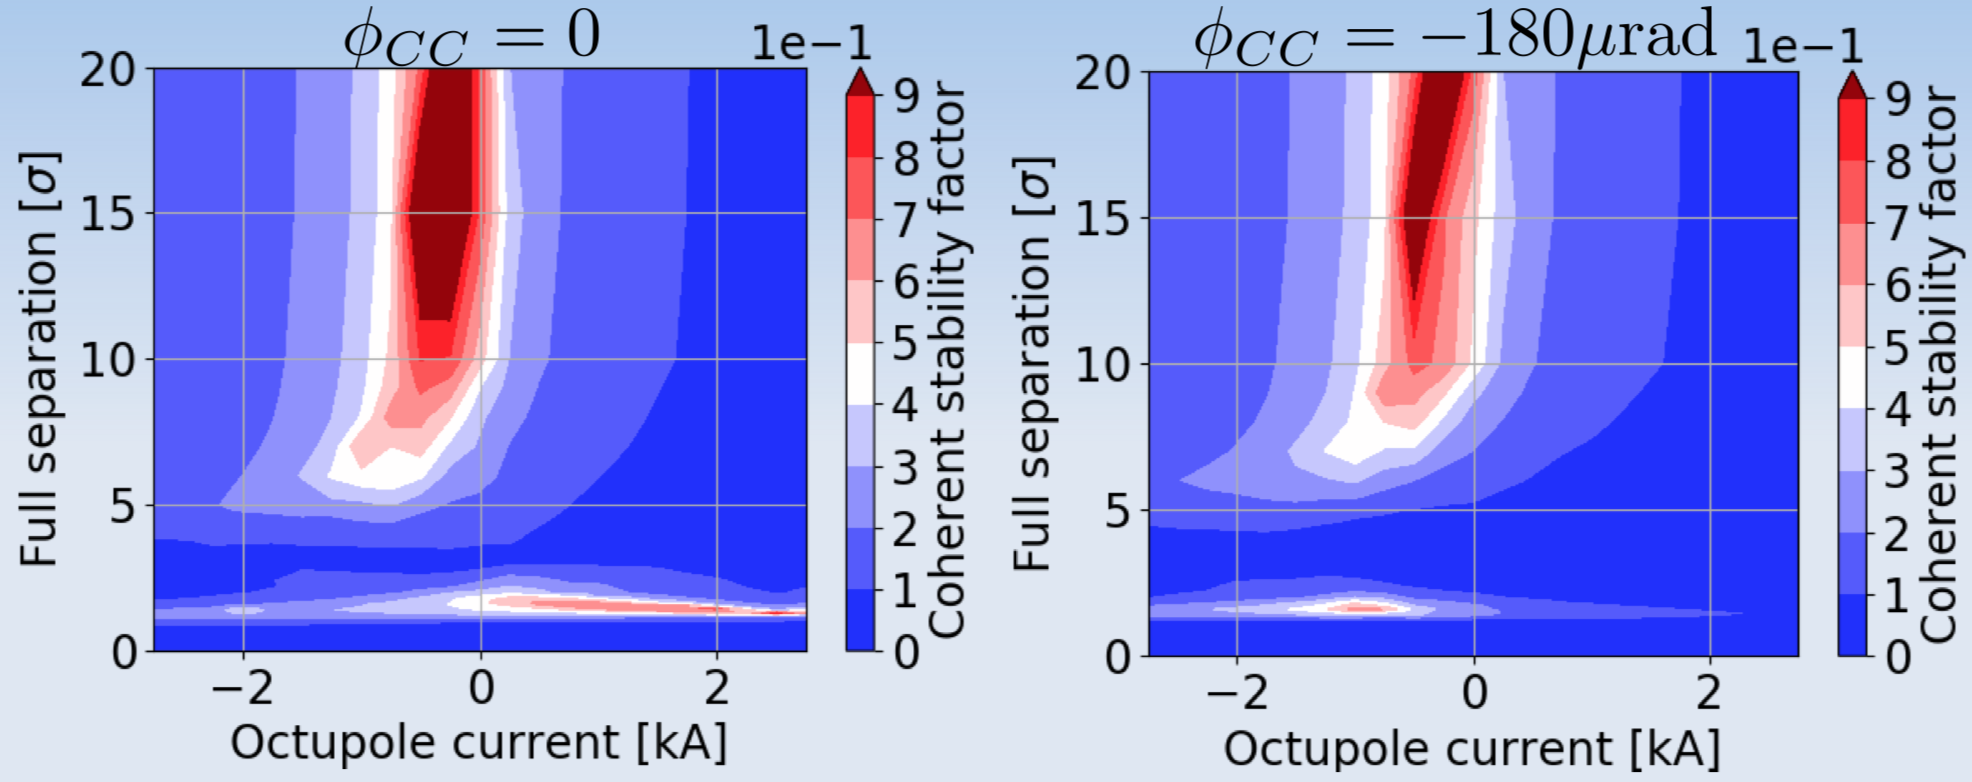 ϕCC = 0
1e−1
20
15
10
5
0
Full separation [σ]
−2 0 2
Octupole current [kA]
9
8
7
6
5
4
3
2
1
0
Coherent stability factor
ϕCC = −180μrad
1e−1
20
15
10
5
0
Full separation [σ]
−2 0 2
Octupole current [kA]
9
8
7
6
5
4
3
2
1
0
Coherent stability factor